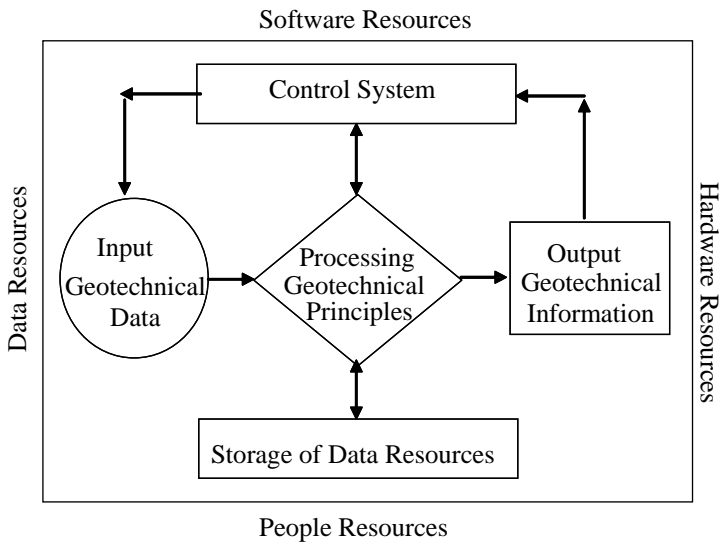 Software Resources
Control System
Data Resources
Input
Geotechnical
Data
Processing
Geotechnical
Principles
Output
Geotechnical
Information
Hardware Resources
Storage of Data Resources
People Resources